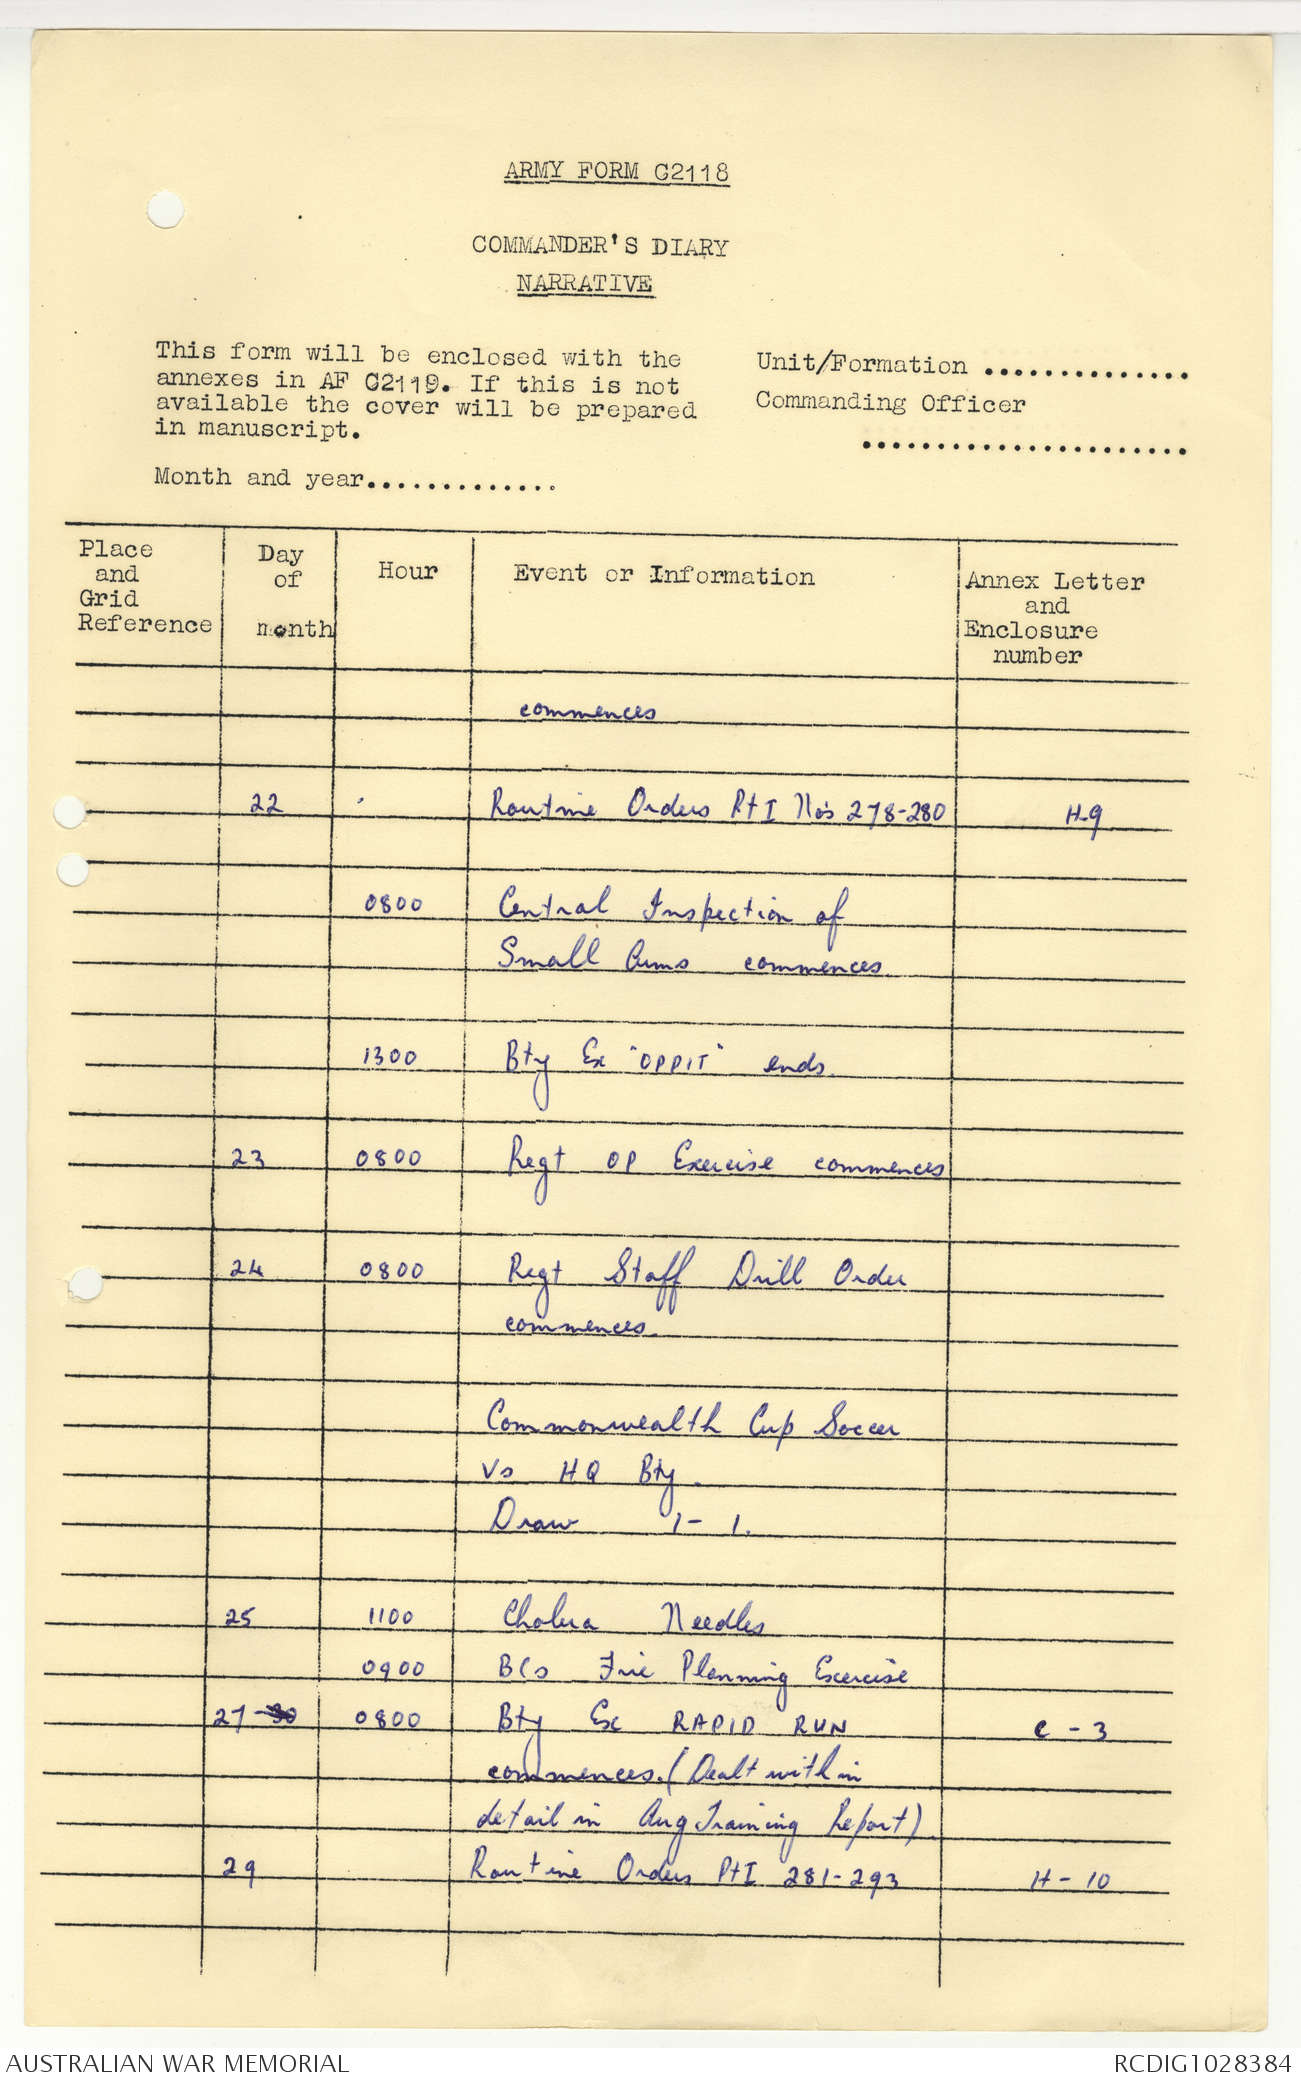 ARMY FORM C2118
COMMANDER'S DIARY
NARRATIVE
This form will be enclosed with the
annexes in AF C2119. If this is not
available the cover will be prepared
in manuscript.
Month and year.............
Unit/Formation ..............
Commanding Officer
......................
Place
and
Grid
Reference
Day
of
month
Hour
Event or Information
Annex Letter
and
Enclosure
number
commences
22 Routine Orders Pt I No's 278-280 H-9
0800 Central Inspection of
Small Arms commences
1300 Bty Ex "OPPIT" ends.
23 0800 Regt OP Exercise commences
24 0800 Regt Staff Drill Order
commences.
Commonwealth Cup Soccer
Vs HQ Bty.
Draw 1-1.
25 1100 Cholera Needles
0900 BCs Fire Planning Exercise
27-30 0800 Bty Ex RAPID RUN C-3
commences. (Dealt with in
detail in Aug Training Report)
29 Routine Orders Pt I 281-293 H-10
AUSTRALIAN WAR MEMORIAL
RCDIG1028384